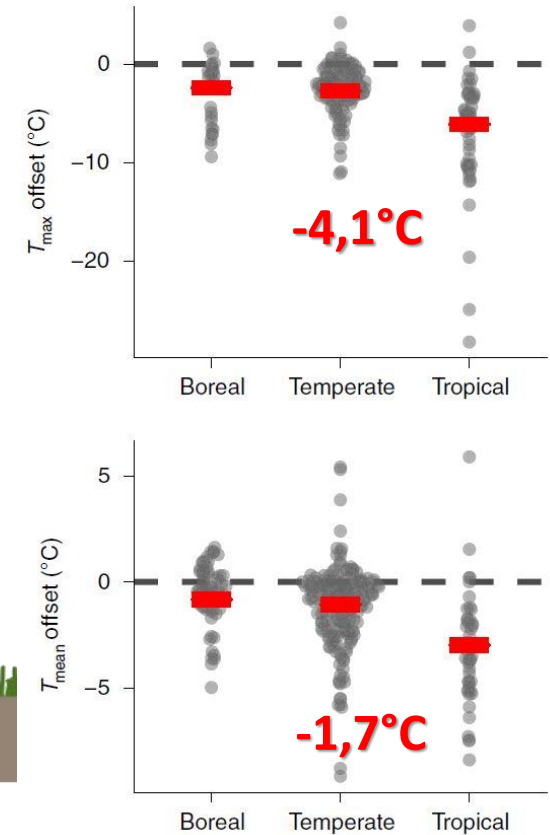 0
−10
−20
Tmax offset (°C)
-4,1°C
Boreal Temperate Tropical
5
0
−5
Tmean offset (°C)
-1,7°C
Boreal Temperate Tropical